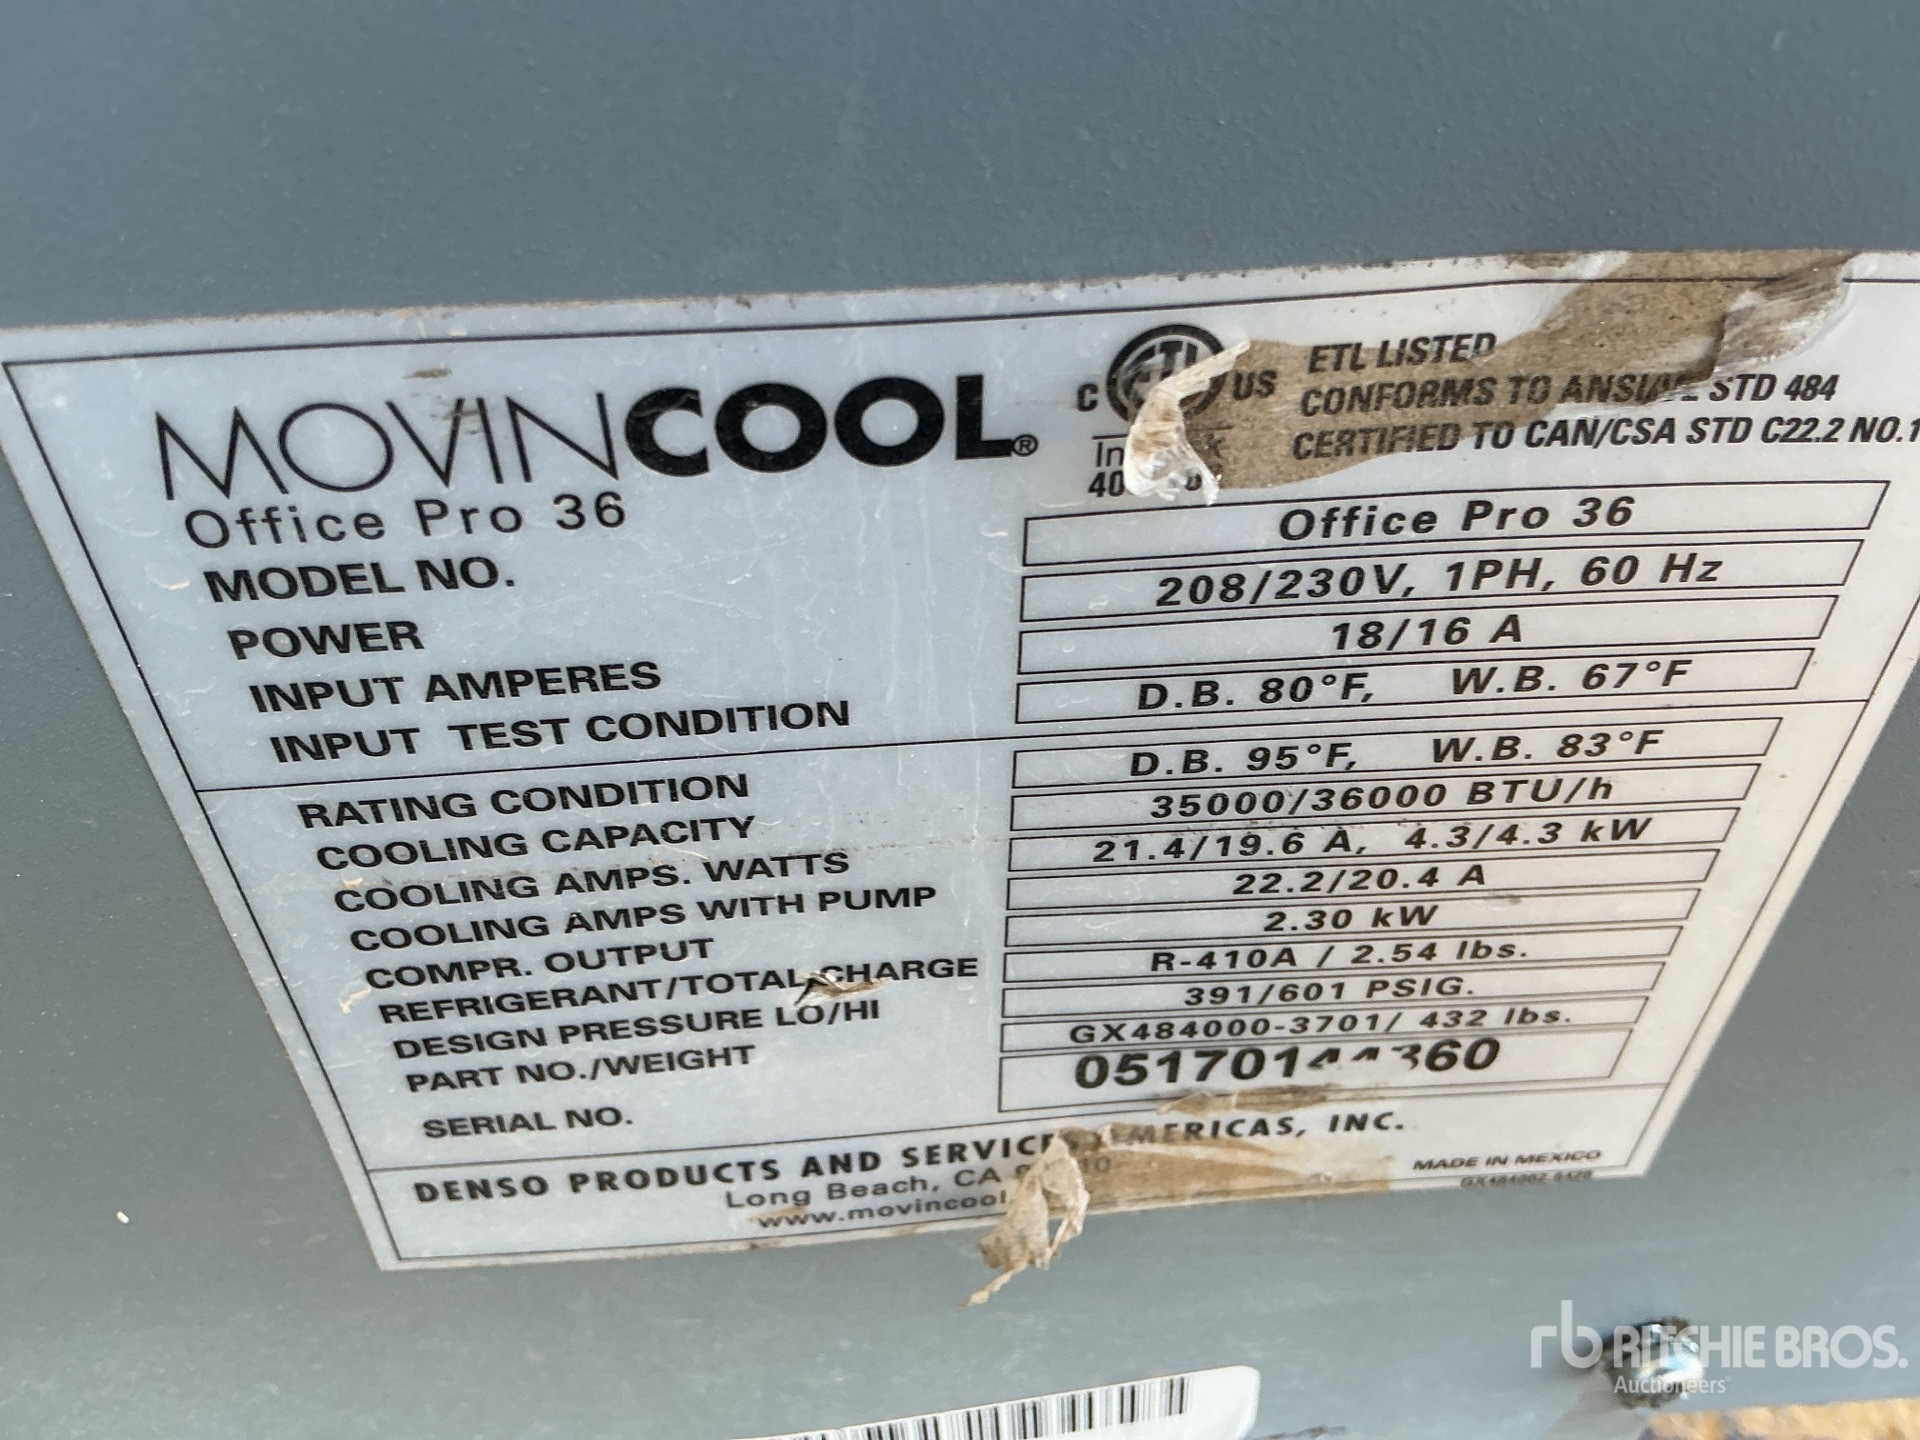 MOVINCOOL®
Office Pro 36
C ETL US
ETL LISTED
CONFORMS TO STD 484
CERTIFIED TO CAN/CSA STD C22.2 NO.1
MODEL NO. Office Pro 36
POWER 208/230V, 1PH, 60 Hz
INPUT AMPERES 18/16 A
INPUT TEST CONDITION D.B. 80°F, W.B. 67°F
RATING CONDITION D.B. 95°F, W.B. 83°F
COOLING CAPACITY 35000/36000 BTU/h
COOLING AMPS. WATTS 21.4/19.6 A, 4.3/4.3 kW
COOLING AMPS WITH PUMP 22.2/20.4 A
COMPR. OUTPUT 2.30 kW
REFRIGERANT/TOTAL CHARGE R-410A / 2.54 lbs.
DESIGN PRESSURE LO/HI 391/601 PSIG.
PART NO./WEIGHT GX484000-3701/ 432 lbs.
SERIAL NO.
DENSO PRODUCTS AND SERVICES AMERICAS, INC.
Long Beach, CA
www.movincool
MADE IN MEXICO
rb RITCHIE BROS.
Auctioneers